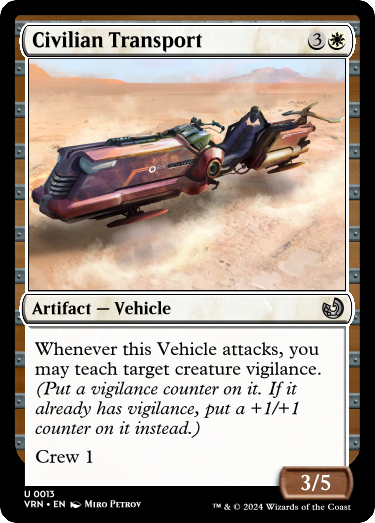 Civilian Transport 3
Artifact — Vehicle
Whenever this Vehicle attacks, you
may teach target creature vigilance.
(Put a vigilance counter on it. If it
already has vigilance, put a +1/+1
counter on it instead.)
Crew 1
3/5
U 0013
VRN • EN Miro Petrov
™ & © 2024 Wizards of the Coast